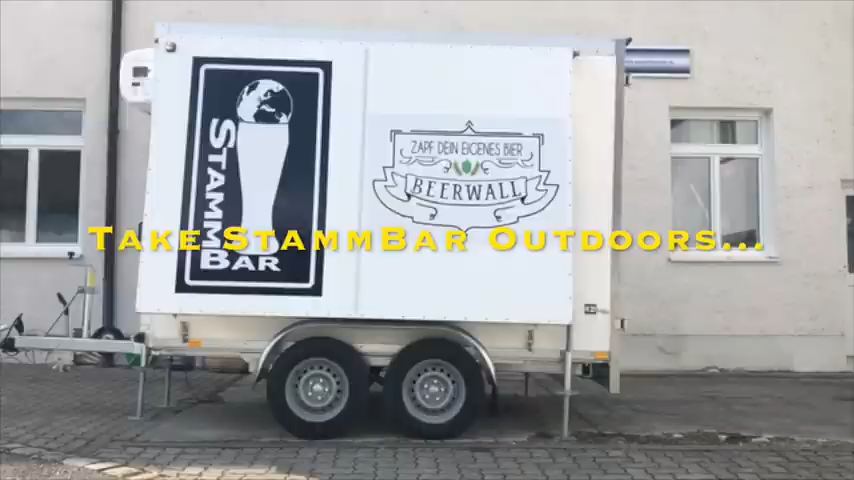 STAMMBAR
ZAPF DEIN EIGENES BIER
BEERWALL
TAKE STAMMBAR OUTDOORS...